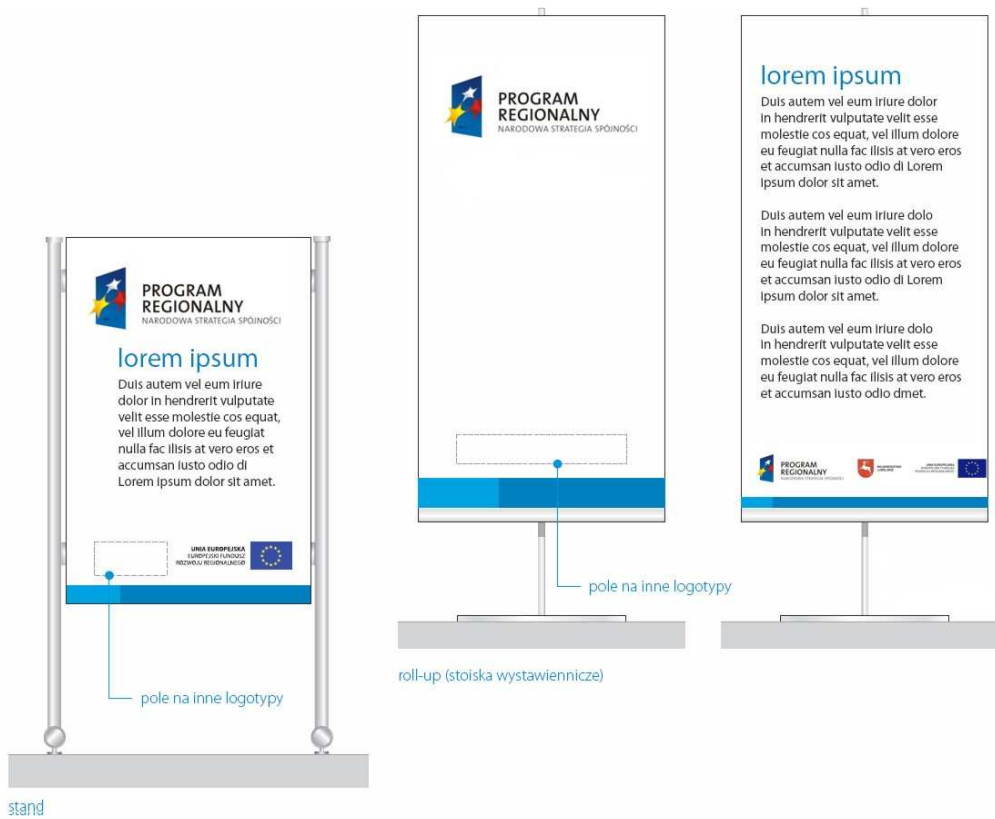 PROGRAM
REGIONALNY
NARODOWA STRATEGIA SPÓJNOŚCI
lorem ipsum
Duis autem vel eum iriure
dolor in hendrerit vulputate
velit esse molestie cos equat,
vel illum dolore eu feugiat
nulla fac ilisis at vero eros et
accumsan iusto odio di
Lorem ipsum dolor sit amet.
UNIA EUROPEJSKA
EUROPEJSKI FUNDUSZ
ROZWOJU REGIONALNEGO
pole na inne logotypy
stand
PROGRAM
REGIONALNY
NARODOWA STRATEGIA SPÓJNOŚCI
pole na inne logotypy
roll-up (stoiska wystawiennicze)
lorem ipsum
Duis autem vel eum iriure dolor
in hendrerit vulputate velit esse
molestie cos equat, vel illum dolore
eu feugiat nulla fac ilisis at vero eros
et accumsan iusto odio di Lorem
ipsum dolor sit amet.
Duis autem vel eum iriure dolo
in hendrerit vulputate velit esse
molestie cos equat, vel illum dolore
eu feugiat nulla fac ilisis at vero eros
et accumsan iusto odio di Lorem
ipsum dolor sit amet.
Duis autem vel eum iriure dolo
in hendrerit vulputate velit esse
molestie cos equat, vel illum dolore
eu feugiat nulla fac ilisis at vero eros
et accumsan iusto odio dmet.
PROGRAM
REGIONALNY
NARODOWA STRATEGIA SPÓJNOŚCI
UNIA EUROPEJSKA